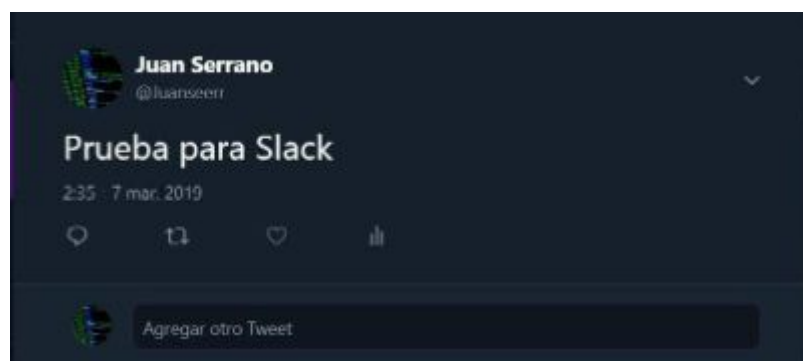 Juan Serrano
@Juanseerr
Prueba para Slack
2:35 · 7 mar. 2019
Agregar otro Tweet